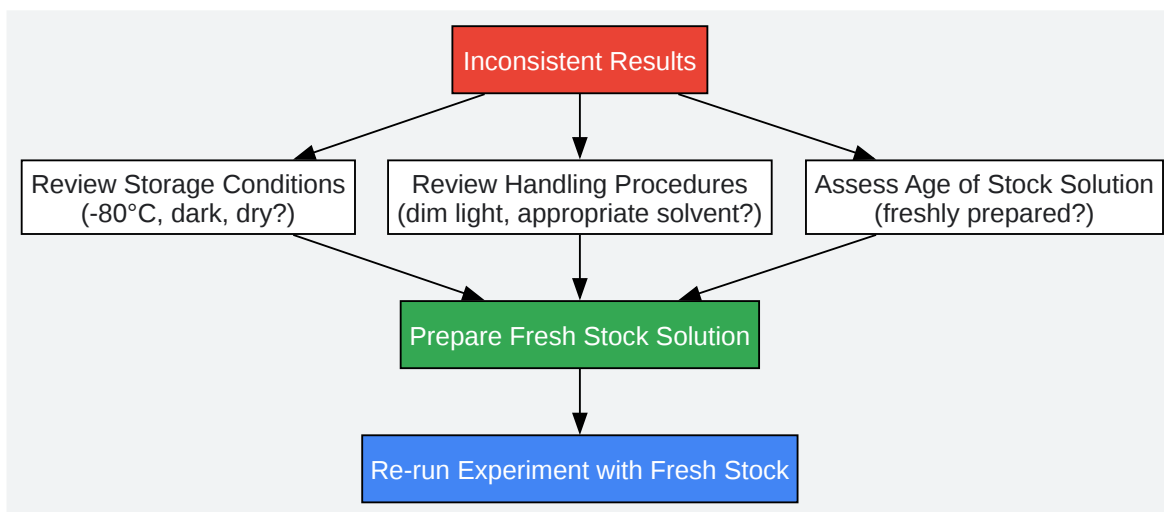 Inconsistent Results
Review Storage Conditions
(-80°C, dark, dry?)
Review Handling Procedures
(dim light, appropriate solvent?)
Assess Age of Stock Solution
(freshly prepared?)
Prepare Fresh Stock Solution
Re-run Experiment with Fresh Stock